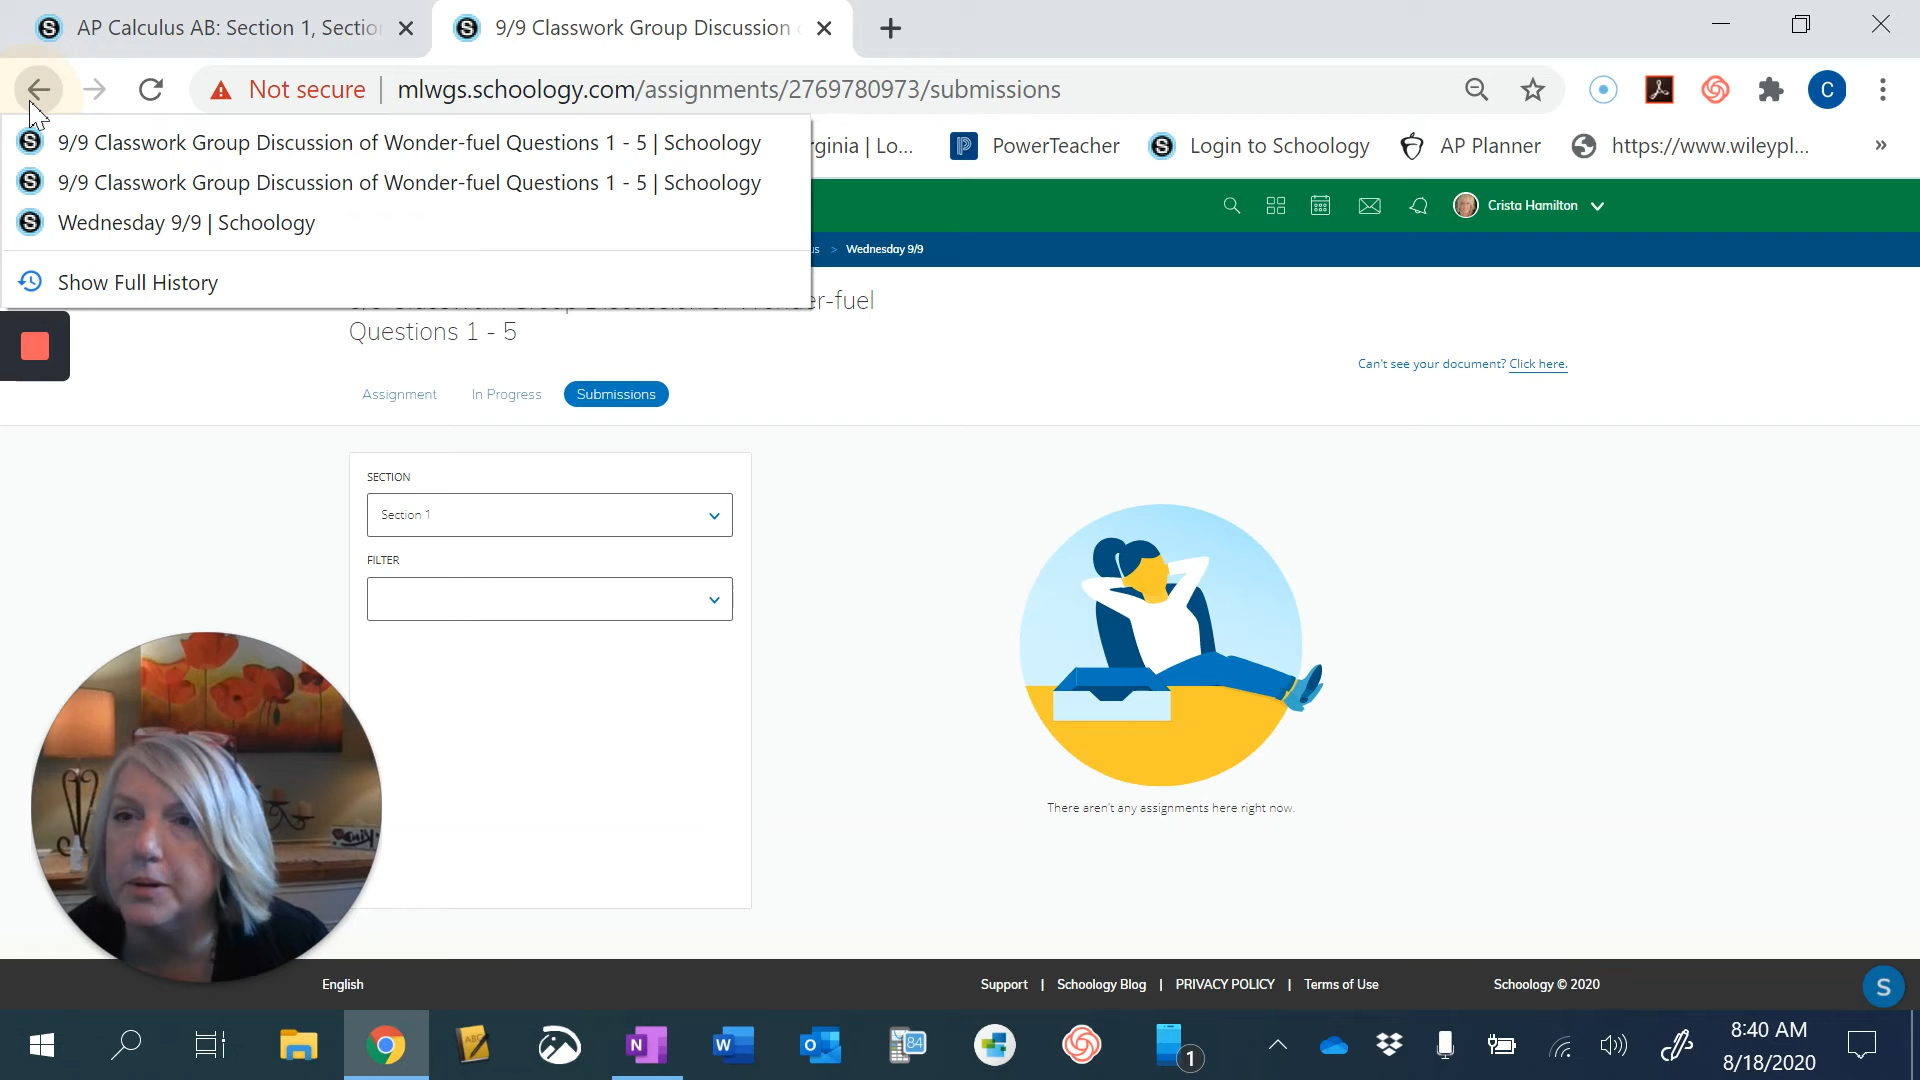 AP Calculus AB: Section 1, Sectio
9/9 Classwork Group Discussion
Not secure
mlwgs.schoology.com/assignments/2769780973/submissions
C
9/9 Classwork Group Discussion of Wonder-fuel Questions 1 - 5 | Schoology
9/9 Classwork Group Discussion of Wonder-fuel Questions 1 - 5 | Schoology
Wednesday 9/9 | Schoology
Show Full History
rginia | Lo...
PowerTeacher
Login to Schoology
AP Planner
https://www.wileypl...
»
Crista Hamilton
us > Wednesday 9/9
er-fuel
Questions 1 - 5
Can't see your document? Click here.
Assignment
In Progress
Submissions
SECTION
Section 1
FILTER
There aren't any assignments here right now.
English
Support | Schoology Blog | PRIVACY POLICY | Terms of Use
Schoology © 2020
S
84
1
8:40 AM
8/18/2020